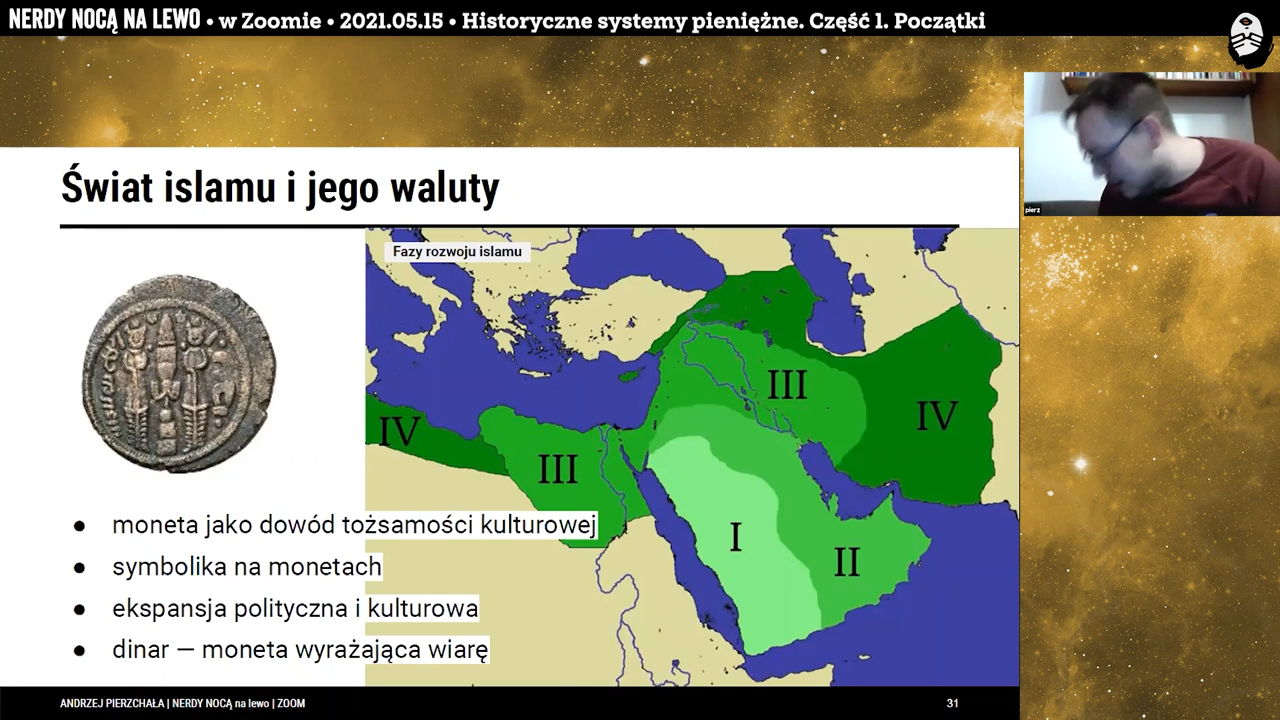 NERDY NOCĄ NA LEWO • w Zoomie • 2021.05.15 • Historyczne systemy pieniężne. Część 1. Początki
pierz
Świat islamu i jego waluty
Fazy rozwoju islamu
III
IV
IV
III
I
II
● moneta jako dowód tożsamości kulturowej
● symbolika na monetach
● ekspansja polityczna i kulturowa
● dinar — moneta wyrażająca wiarę
ANDRZEJ PIERZCHAŁA | NERDY NOCĄ na lewo | ZOOM
31